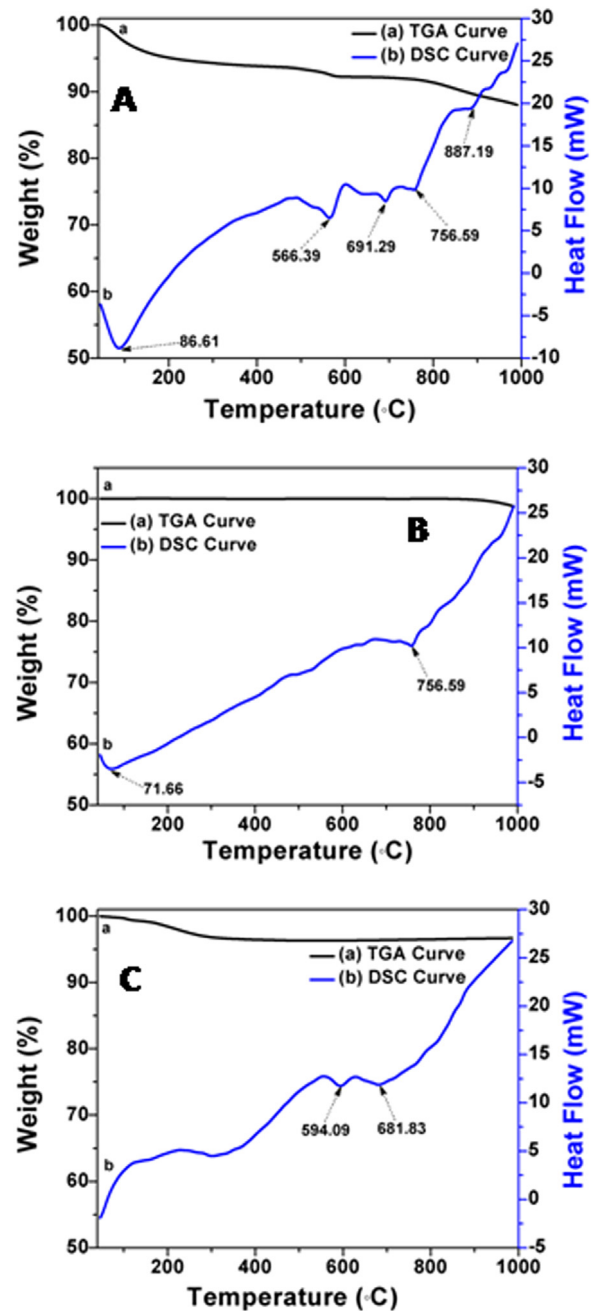 A
(a) TGA Curve
(b) DSC Curve
a
b
100
90
80
70
60
50
Weight (%)
30
25
20
15
10
5
0
-5
-10
Heat Flow (mW)
86.61
566.39
691.29
756.59
887.19
200
400
600
800
1000
Temperature (◦C)
B
a
(a) TGA Curve
(b) DSC Curve
b
100
90
80
70
60
50
Weight (%)
30
25
20
15
10
5
0
-5
Heat Flow (mW)
71.66
756.59
200
400
600
800
1000
Temperature (◦C)
C
a
(a) TGA Curve
(b) DSC Curve
b
100
90
80
70
60
50
Weight (%)
30
25
20
15
10
5
0
-5
Heat Flow (mW)
594.09
681.83
200
400
600
800
1000
Temperature (◦C)